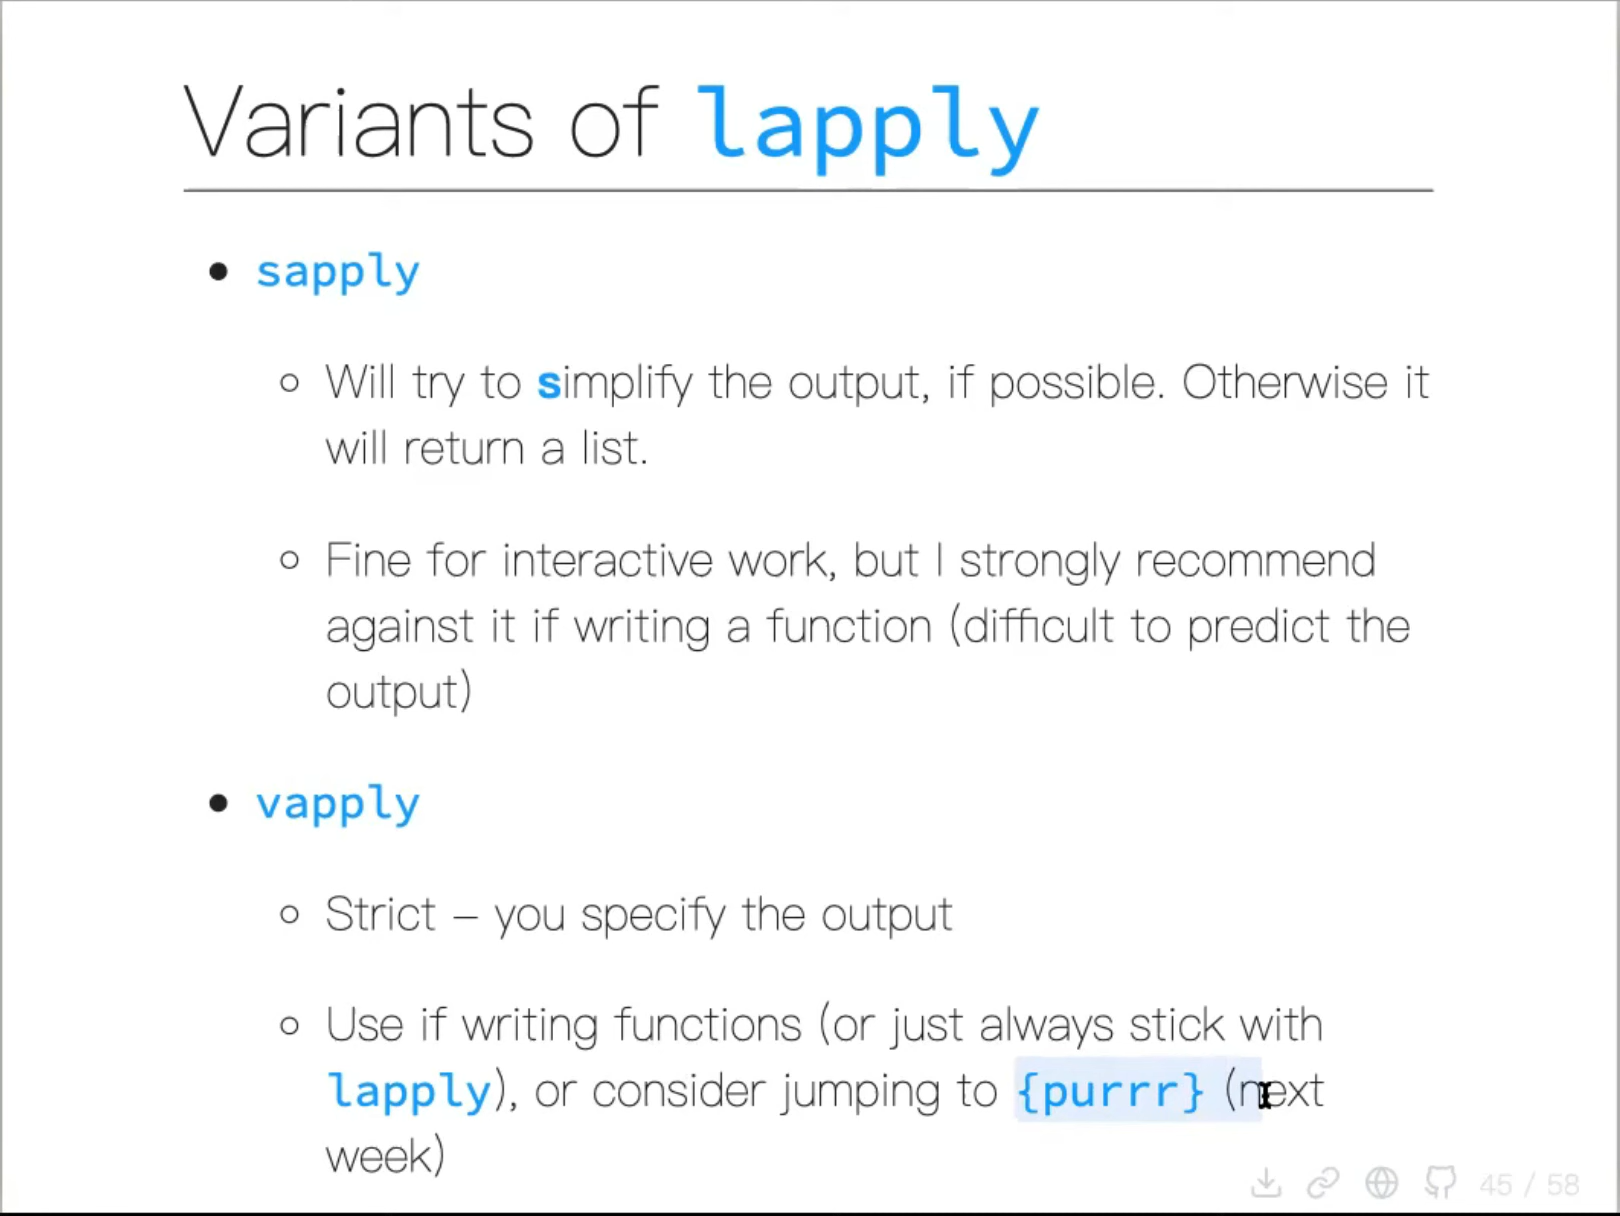 Variants of lapply
• sapply
○ Will try to simplify the output, if possible. Otherwise it
will return a list.
○ Fine for interactive work, but I strongly recommend
against it if writing a function (difficult to predict the
output)
• vapply
○ Strict – you specify the output
○ Use if writing functions (or just always stick with
lapply), or consider jumping to {purrr} (next
week)
45 / 58